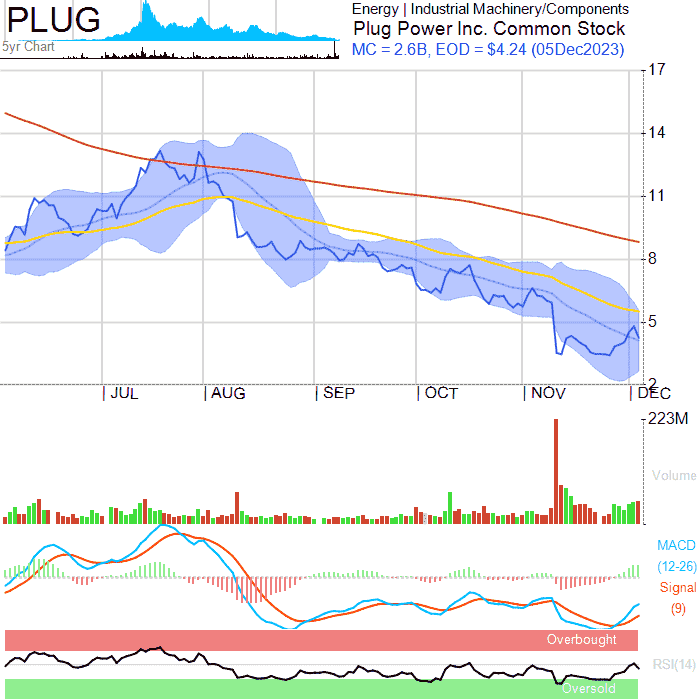 PLUG
5yr Chart
Energy | Industrial Machinery/Components
Plug Power Inc. Common Stock
MC = 2.6B, EOD = $4.24 (05Dec2023)
17
14
11
8
5
2
JUL
AUG
SEP
OCT
NOV
DEC
223M
Volume
MACD
(12-26)
Signal
(9)
Overbought
RSI(14)
Oversold